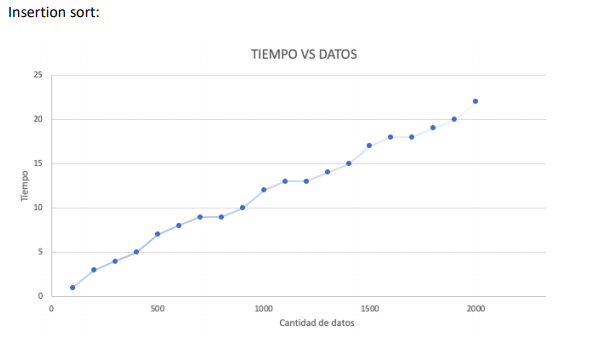 Insertion sort:
TIEMPO VS DATOS
25
20
15
10
5
0
Tiempo
0 500 1000 1500 2000
Cantidad de datos